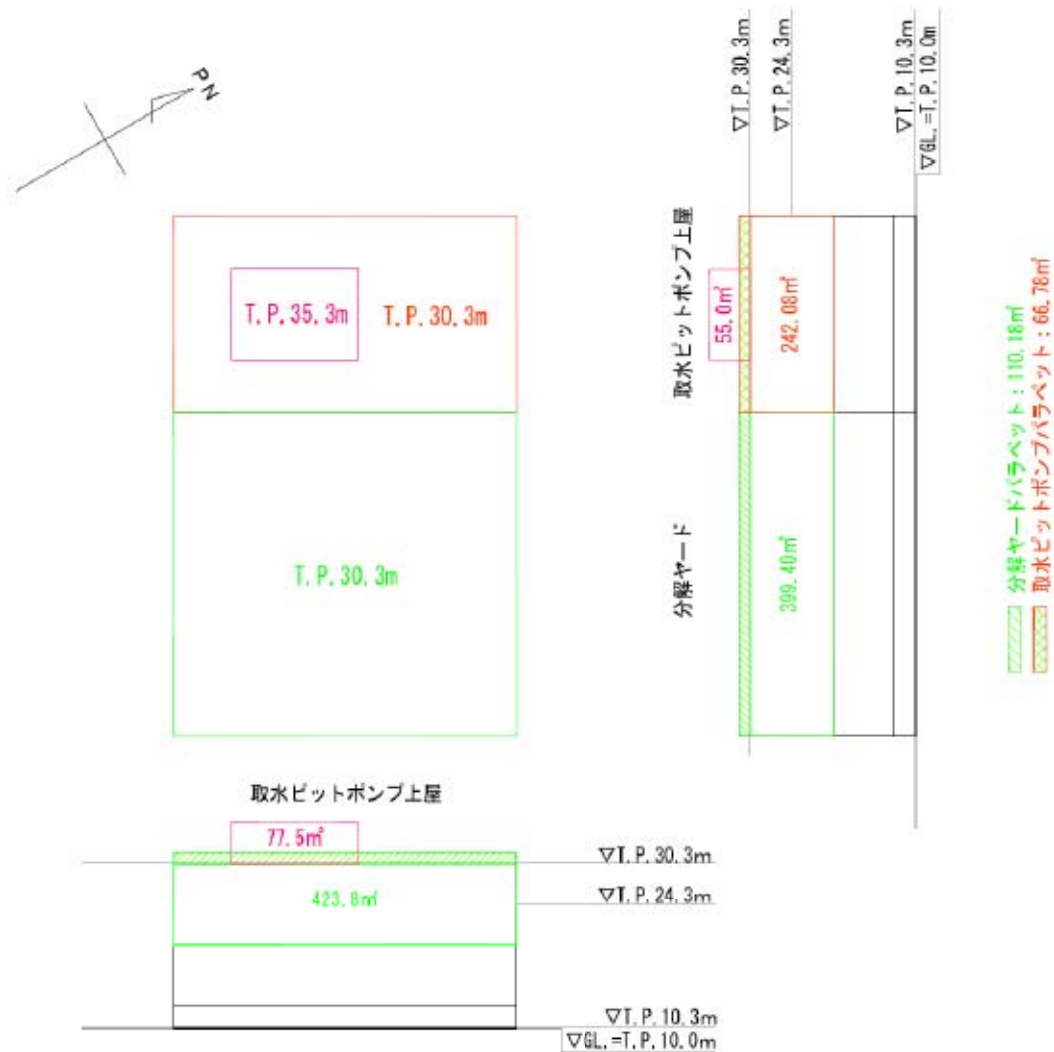 PN
T.P.35.3m
T.P.30.3m
T.P.30.3m
▽T.P.30.3m
▽T.P.24.3m
▽T.P.10.3m
▽GL.=T.P.10.0m
取水ピットポンプ上屋
55.0㎡
242.08㎡
分解ヤード
399.40㎡
分解ヤードパラペット:110.18㎡
取水ピットポンプパラペット:66.78㎡
取水ピットポンプ上屋
77.5㎡
423.8㎡
▽T.P.30.3m
▽T.P.24.3m
▽T.P.10.3m
▽GL.=T.P.10.0m